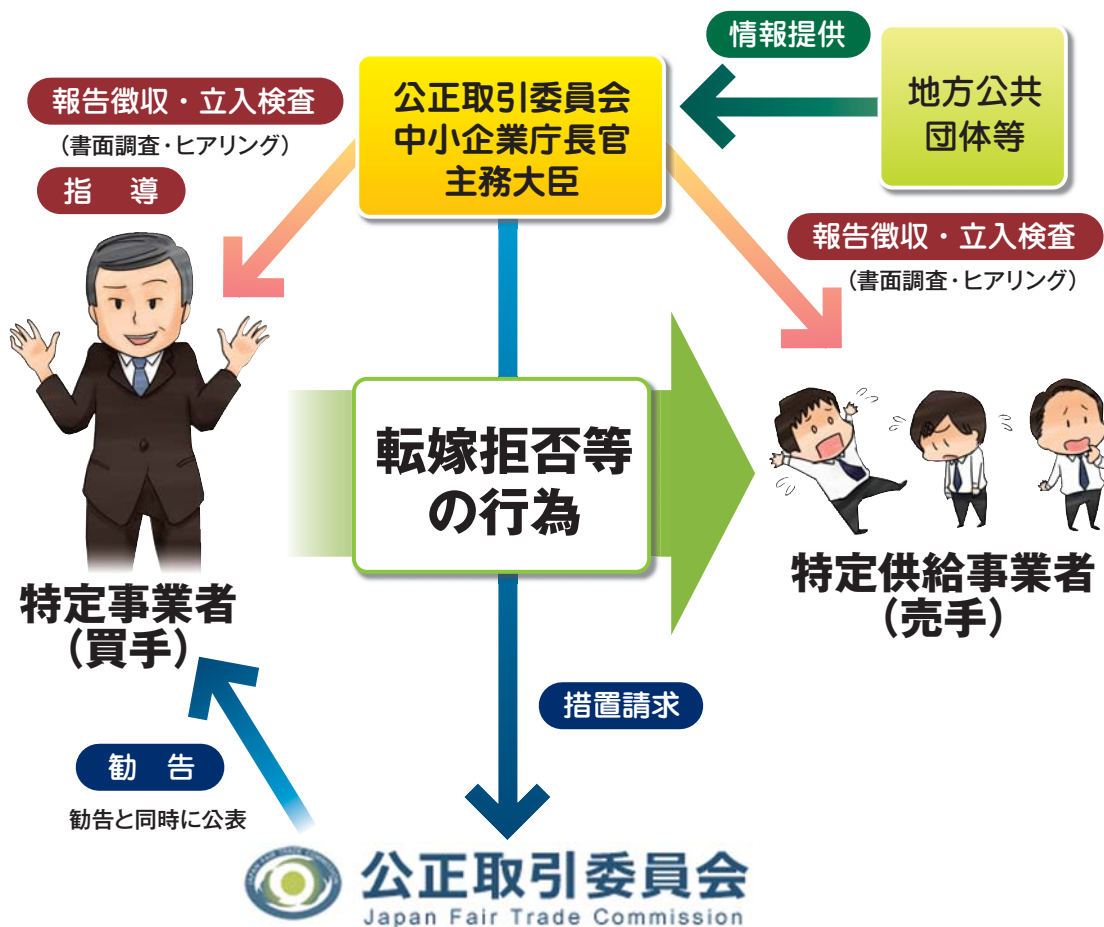 情報提供
地方公共
団体等
公正取引委員会
中小企業庁長官
主務大臣
報告徴収・立入検査
(書面調査・ヒアリング)
指　導
報告徴収・立入検査
(書面調査・ヒアリング)
転嫁拒否等
の行為
特定事業者
(買手)
特定供給事業者
(売手)
措置請求
勧　告
勧告と同時に公表
公正取引委員会
Japan Fair Trade Commission